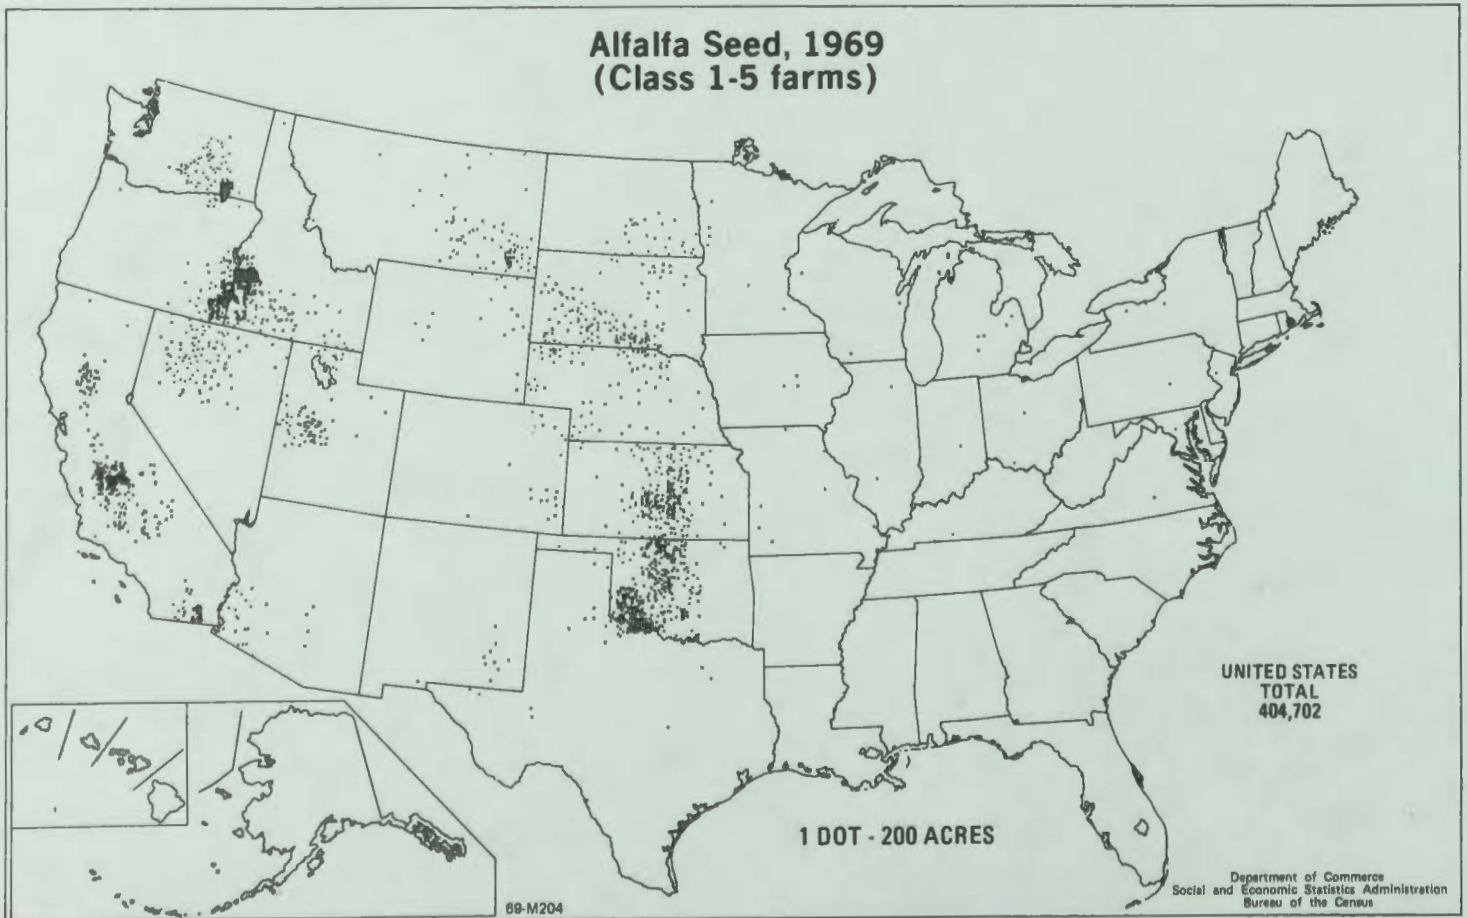 Alfalfa Seed, 1969
(Class 1-5 farms)
UNITED STATES
TOTAL
404,702
1 DOT - 200 ACRES
Department of Commerce
Social and Economic Statistics Administration
Bureau of the Census
69-M204